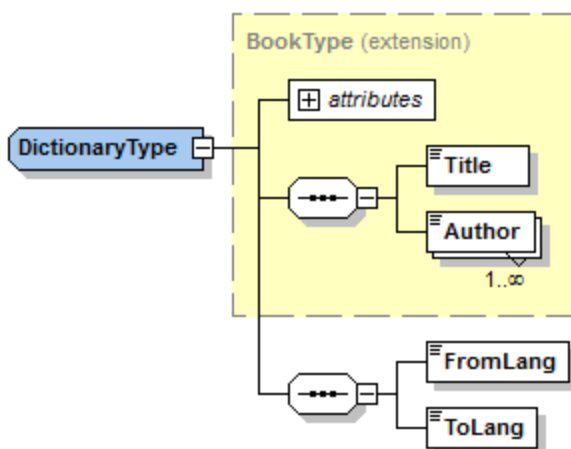 BookType (extension)
attributes
DictionaryType
Title
Author
1..∞
FromLang
ToLang